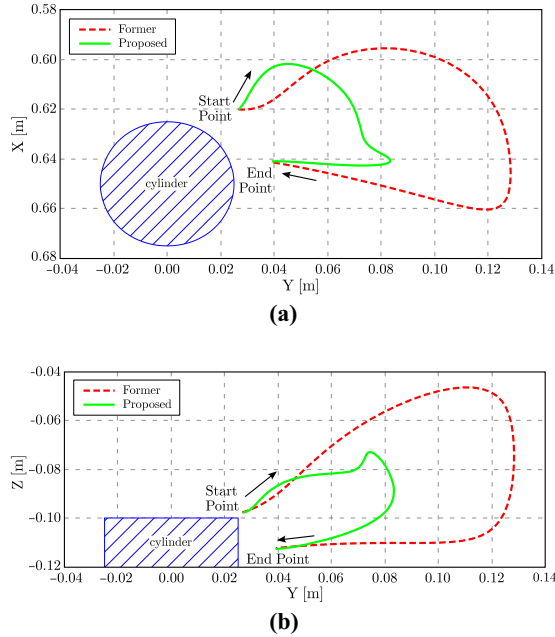 0.58
Former
Proposed
0.60
Start
Point
0.62
X [m]
0.64
End
Point
cylinder
0.66
0.68
−0.04 −0.02 0.00 0.02 0.04 0.06 0.08 0.10 0.12 0.14
Y [m]
(a)
−0.04
Former
Proposed
−0.06
Z [m]
−0.08
Start
Point
−0.10
cylinder
End Point
−0.12
−0.04 −0.02 0.00 0.02 0.04 0.06 0.08 0.10 0.12 0.14
Y [m]
(b)